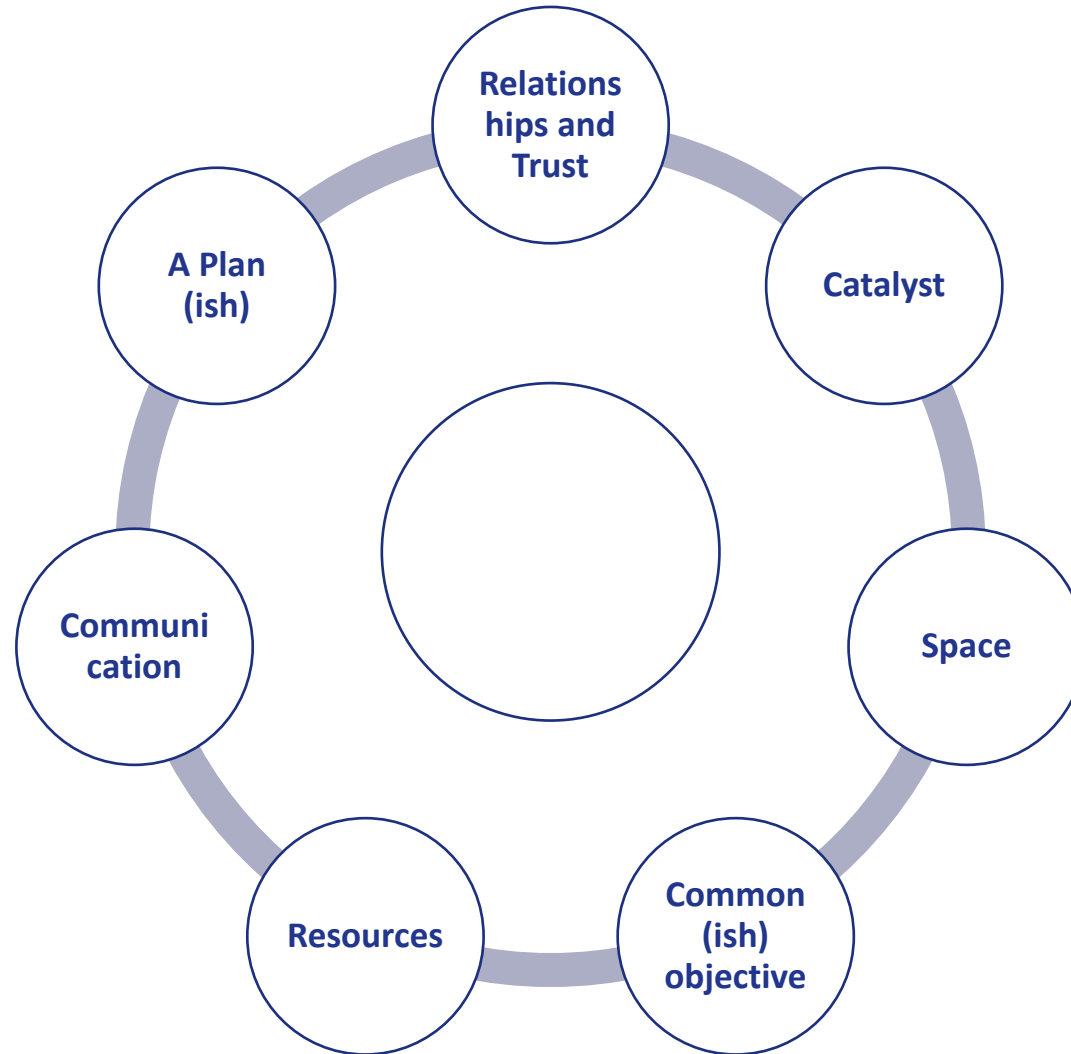 Relations
hips and
Trust
Catalyst
Space
Common
(ish)
objective
Resources
Communi
cation
A Plan
(ish)